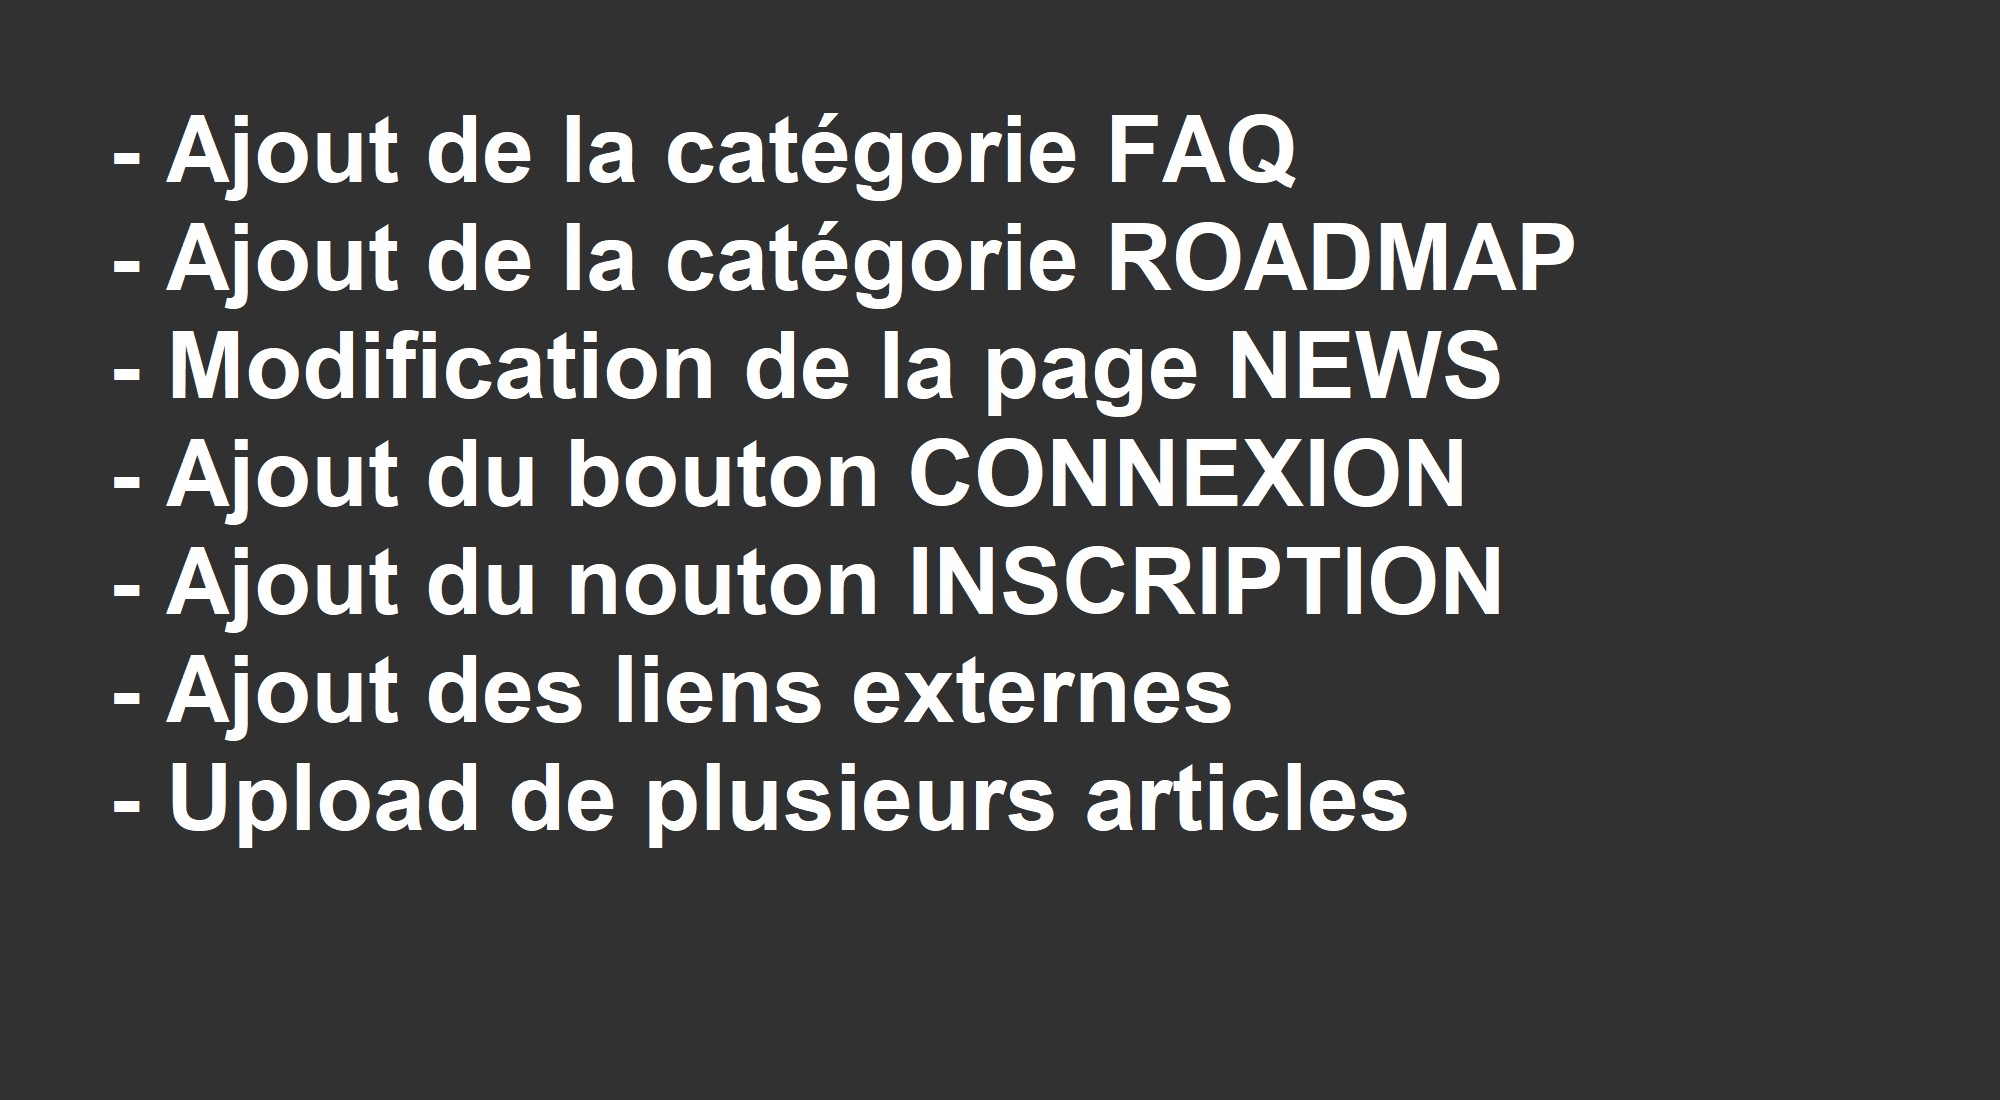 - Ajout de la catégorie FAQ
- Ajout de la catégorie ROADMAP
- Modification de la page NEWS
- Ajout du bouton CONNEXION
- Ajout du nouton INSCRIPTION
- Ajout des liens externes
- Upload de plusieurs articles